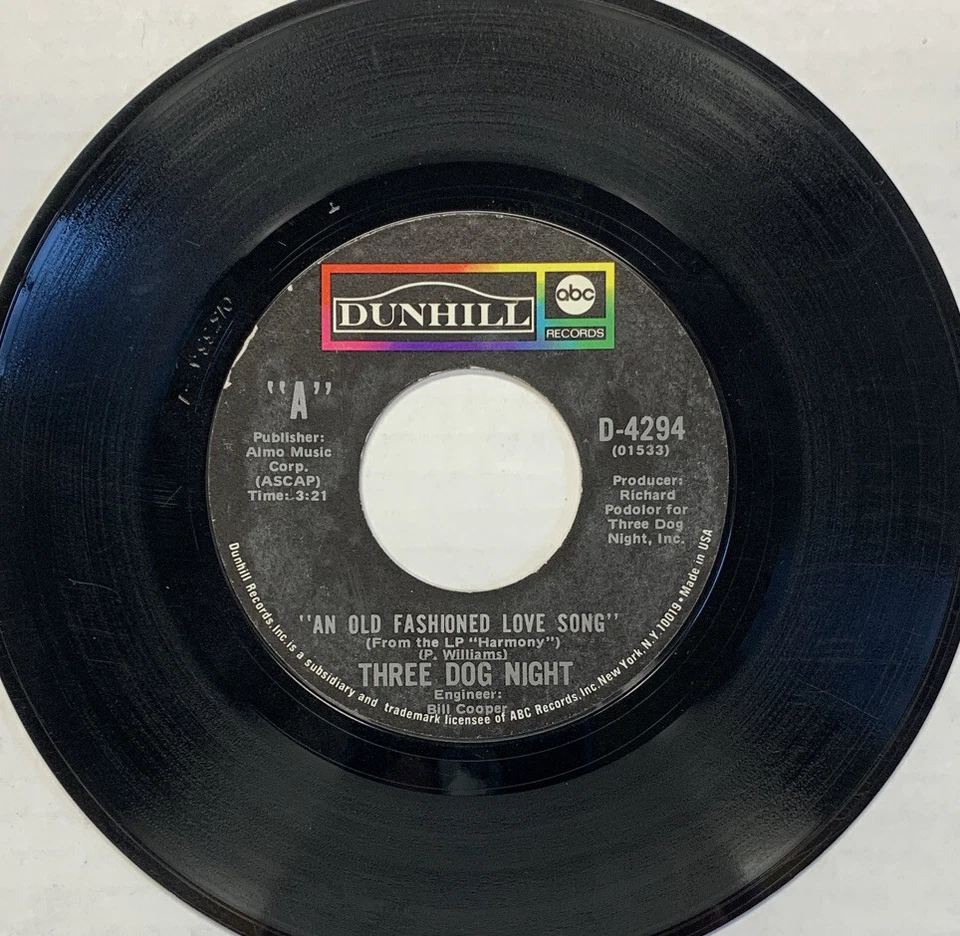 DUNHILL
abc
RECORDS
"A"
Publisher:
Almo Music
Corp.
(ASCAP)
Time: 3:21
D-4294
(01533)
Producer:
Richard
Podolor for
Three Dog
Night, Inc.
"AN OLD FASHIONED LOVE SONG"
(From the LP "Harmony")
(P. Williams)
THREE DOG NIGHT
Engineer:
Bill Cooper
Dunhill Records, Inc. is a subsidiary and trademark licensee of ABC Records, Inc. New York, N.Y. 10019 • Made in USA